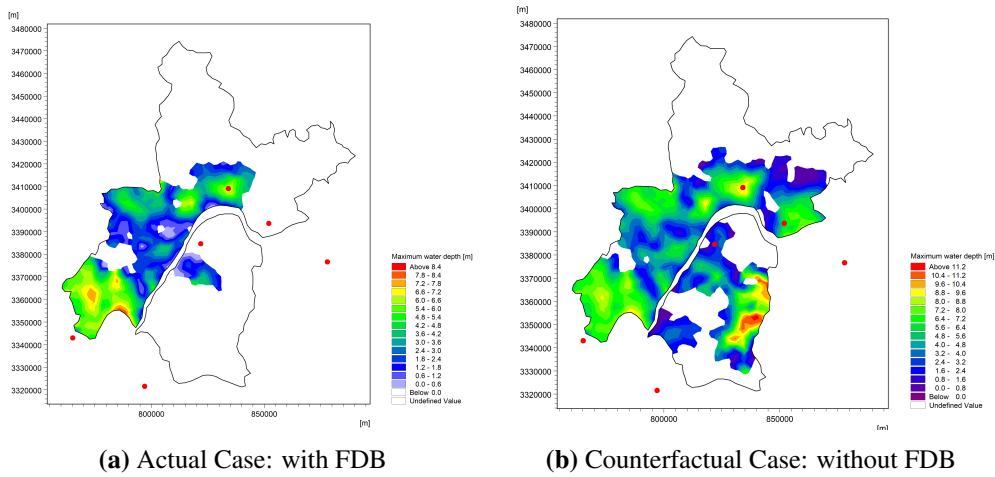 [m]
3480000
3470000
3460000
3450000
3440000
3430000
3420000
3410000
3400000
3390000
3380000
3370000
3360000
3350000
3340000
3330000
3320000
800000
850000
[m]
Maximum water depth [m]
Above 8.4
7.8 - 8.4
7.2 - 7.8
6.6 - 7.2
6.0 - 6.6
5.4 - 6.0
4.8 - 5.4
4.2 - 4.8
3.6 - 4.2
3.0 - 3.6
2.4 - 3.0
1.8 - 2.4
1.2 - 1.8
0.6 - 1.2
0.0 - 0.6
Below 0.0
Undefined Value
(a) Actual Case: with FDB
[m]
3480000
3470000
3460000
3450000
3440000
3430000
3420000
3410000
3400000
3390000
3380000
3370000
3360000
3350000
3340000
3330000
3320000
800000
850000
[m]
Maximum water depth [m]
Above 11.2
10.4 - 11.2
9.6 - 10.4
8.8 - 9.6
8.0 - 8.8
7.2 - 8.0
6.4 - 7.2
5.6 - 6.4
4.8 - 5.6
4.0 - 4.8
3.2 - 4.0
2.4 - 3.2
1.6 - 2.4
0.8 - 1.6
0.0 - 0.8
Below 0.0
Undefined Value
(b) Counterfactual Case: without FDB